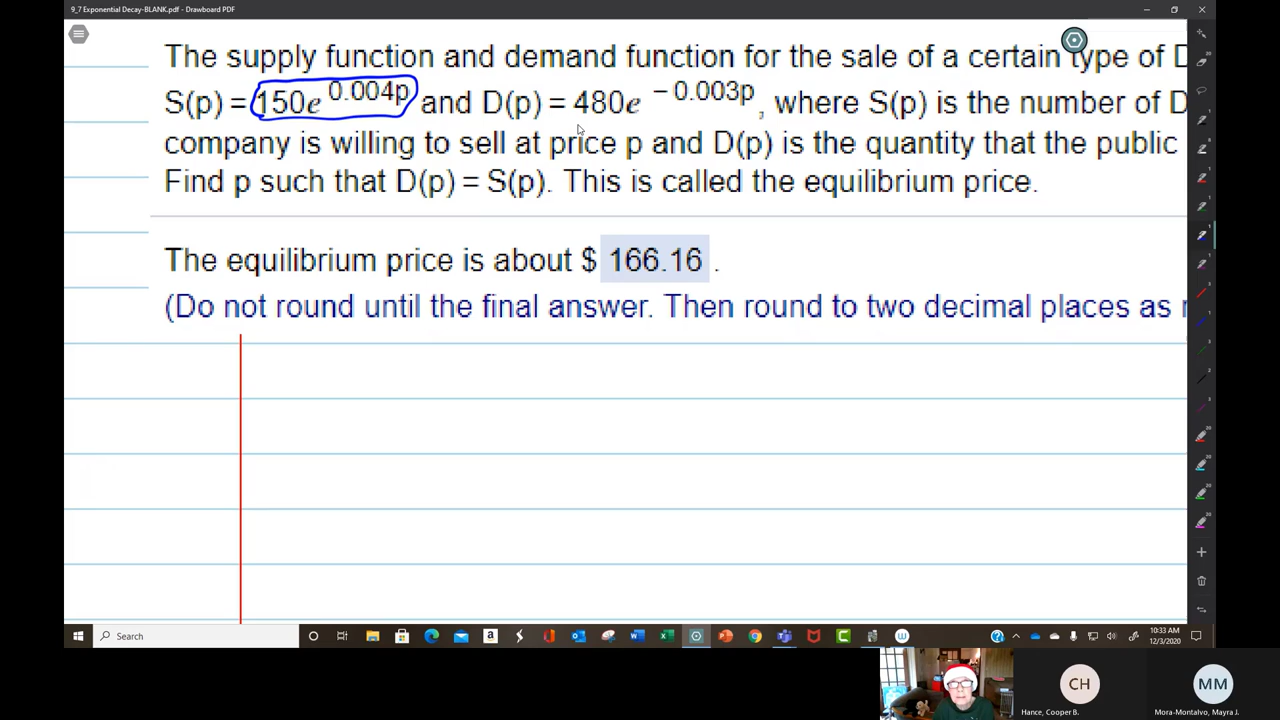 9_7 Exponential Decay-BLANK.pdf - Drawboard PDF
The supply function and demand function for the sale of a certain type of D
S(p) = 150e 0.004p and D(p) = 480e − 0.003p, where S(p) is the number of D
company is willing to sell at price p and D(p) is the quantity that the public
Find p such that D(p) = S(p). This is called the equilibrium price.
The equilibrium price is about $ 166.16 .
(Do not round until the final answer. Then round to two decimal places as
Search
10:33 AM
12/3/2020
CH
MM
Hance, Cooper B.
Mora-Montalvo, Mayra J.